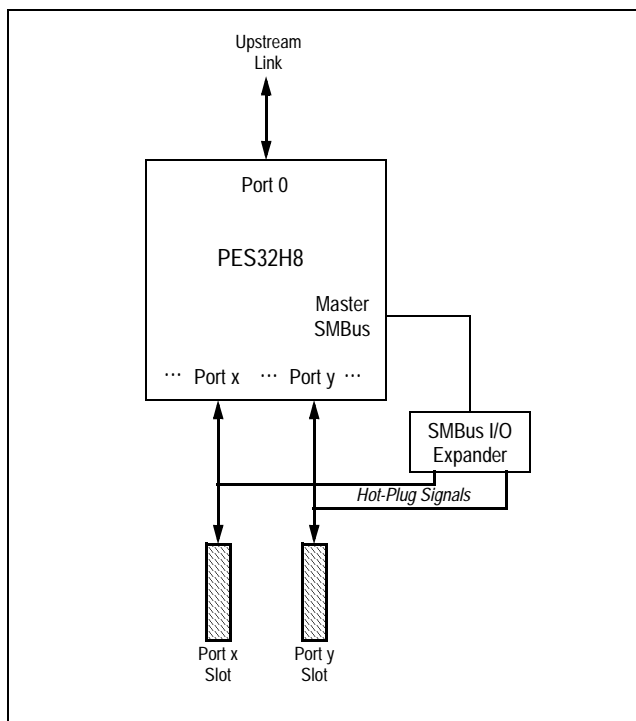 Upstream
Link
Port 0
PES32H8
Master
SMBus
··· Port x ··· Port y ···
SMBus I/O
Expander
Hot-Plug Signals
Port x
Slot
Port y
Slot